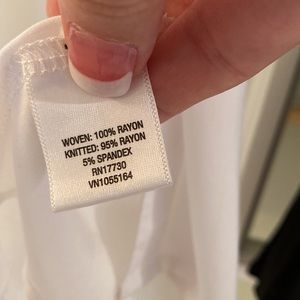 WOVEN: 100% RAYON
KNITTED: 95% RAYON
5% SPANDEX
RN17730
VN1055164